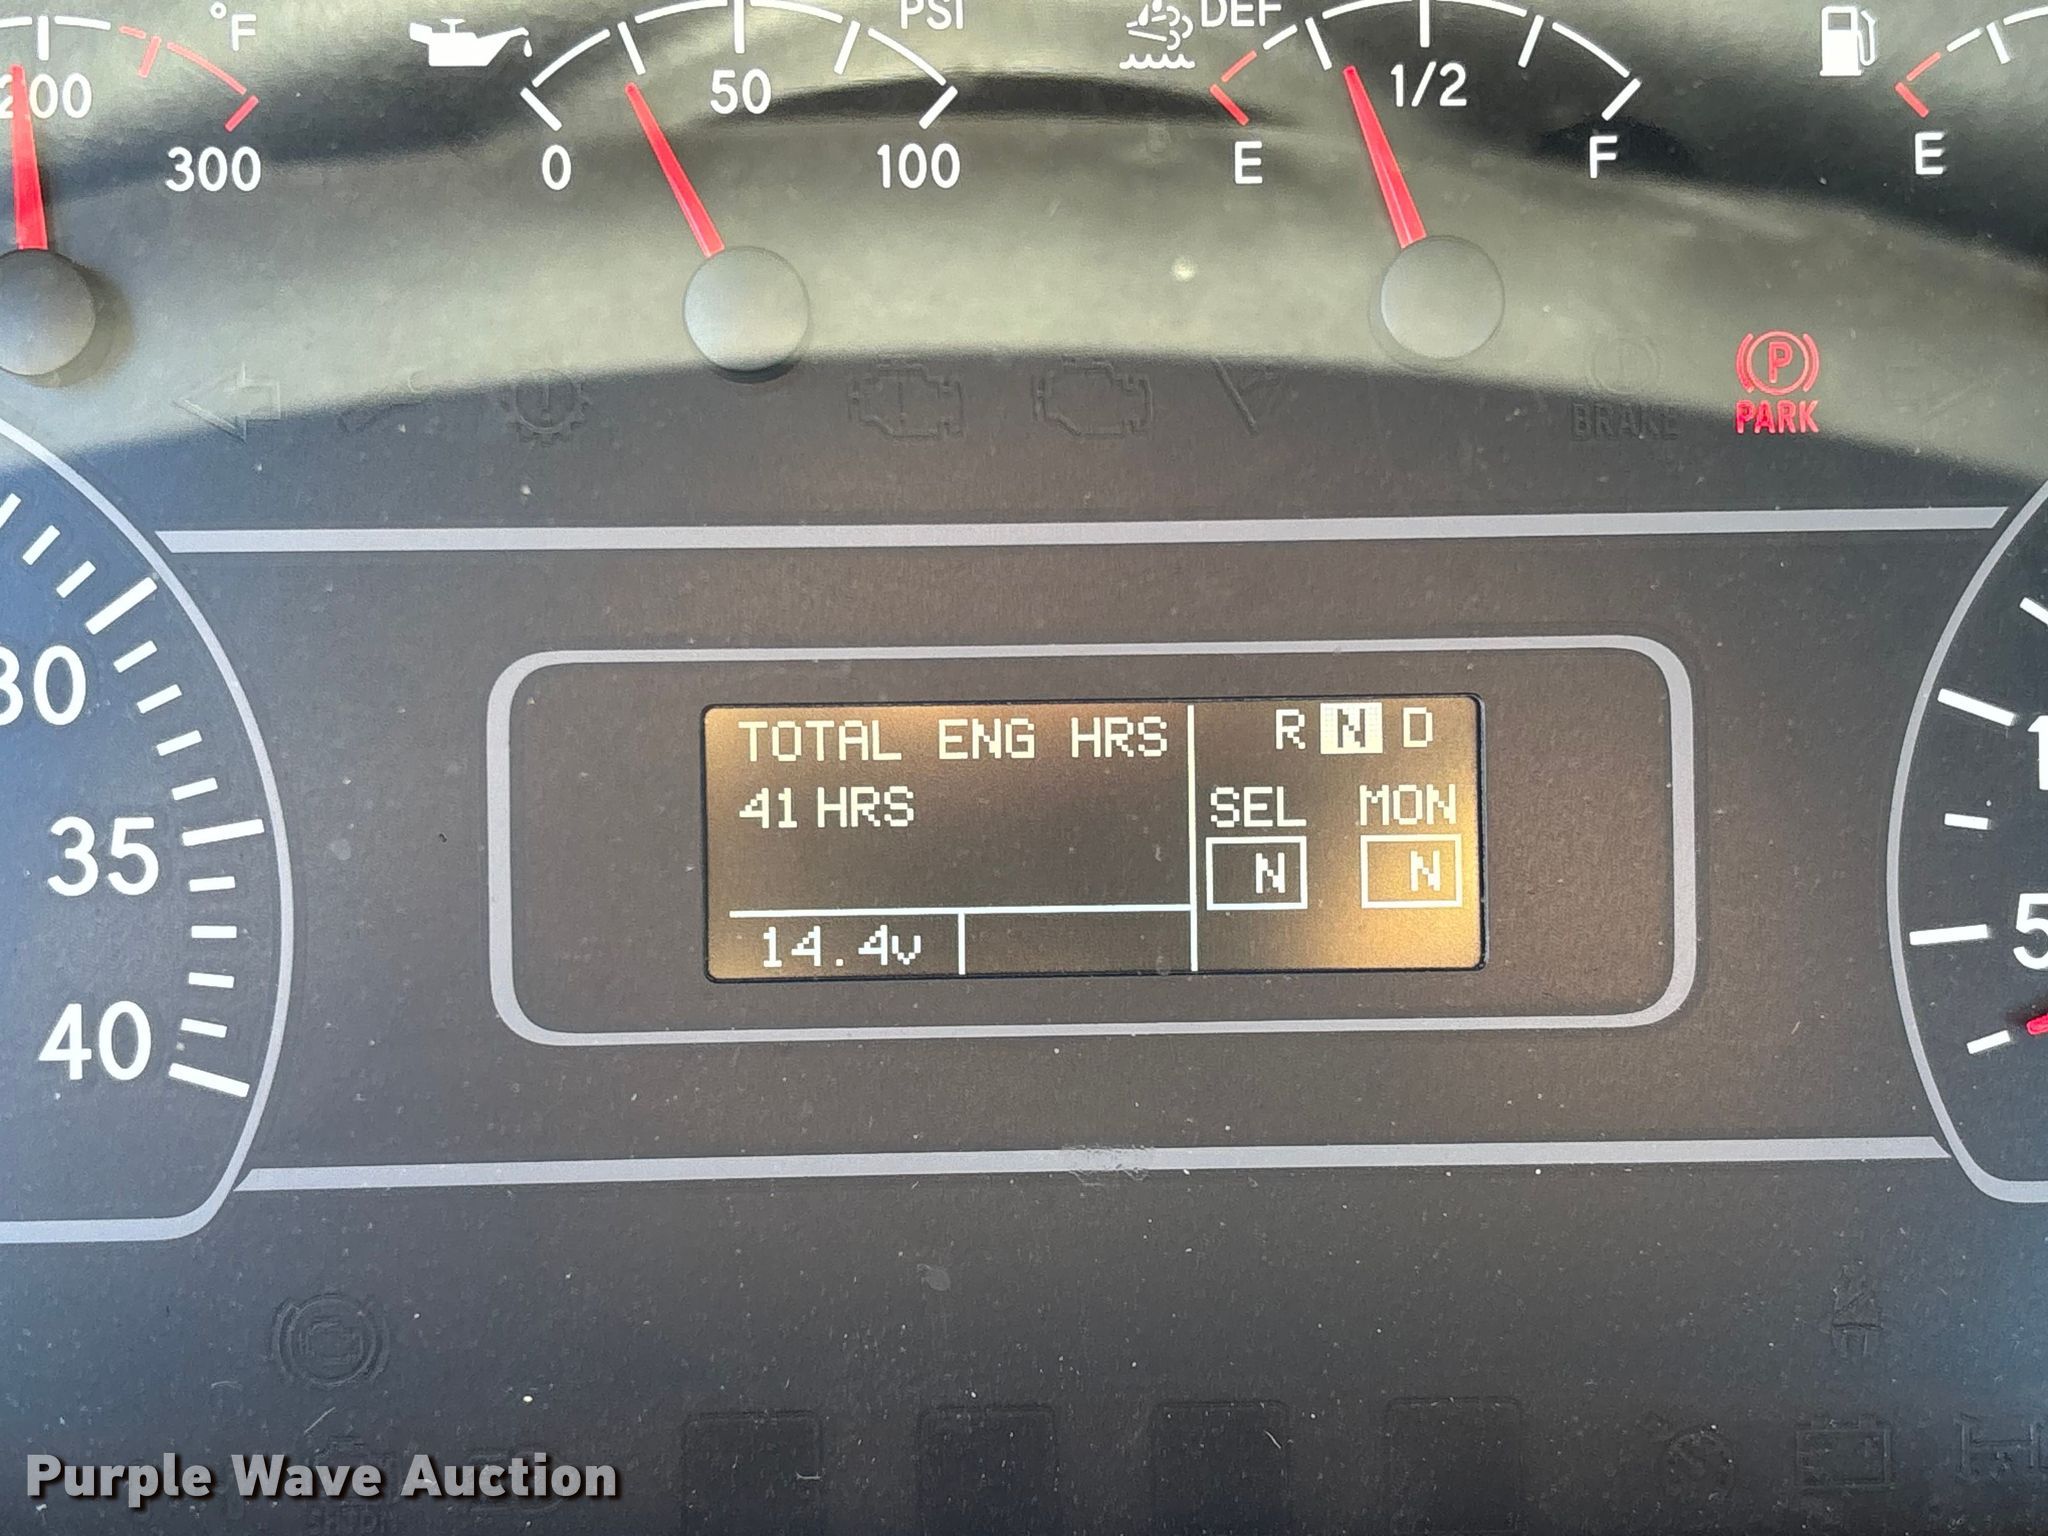 °F
PSI
DEF
200
50
1/2
300
0
100
E
F
E
P
PARK
BRAKE
30
35
40
TOTAL ENG HRS
41 HRS
14.4v
R N D
SEL MON
N N
5
Purple Wave Auction